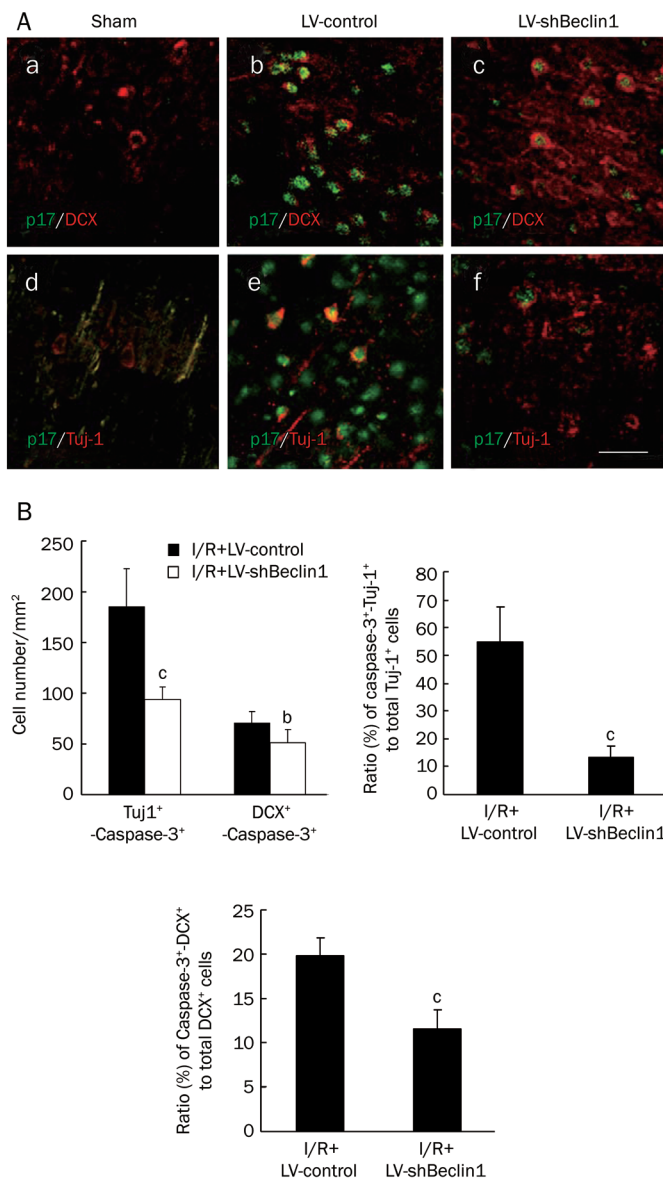 A
Sham
LV-control
LV-shBeclin1
a
b
c
p17/DCX
p17/DCX
p17/DCX
d
e
f
p17/Tuj-1
p17/Tuj-1
p17/Tuj-1
B
Cell number/mm²
250
200
150
100
50
0
I/R+LV-control
I/R+LV-shBeclin1
c
b
Tuj1⁺
-Caspase-3⁺
DCX⁺
-Caspase-3⁺
Ratio (%) of caspase-3⁺-Tuj-1⁺
to total Tuj-1⁺ cells
80
70
60
50
40
30
20
10
0
c
I/R+
LV-control
I/R+
LV-shBeclin1
Ratio (%) of Caspase-3⁺-DCX⁺
to total DCX⁺ cells
25
20
15
10
5
0
c
I/R+
LV-control
I/R+
LV-shBeclin1